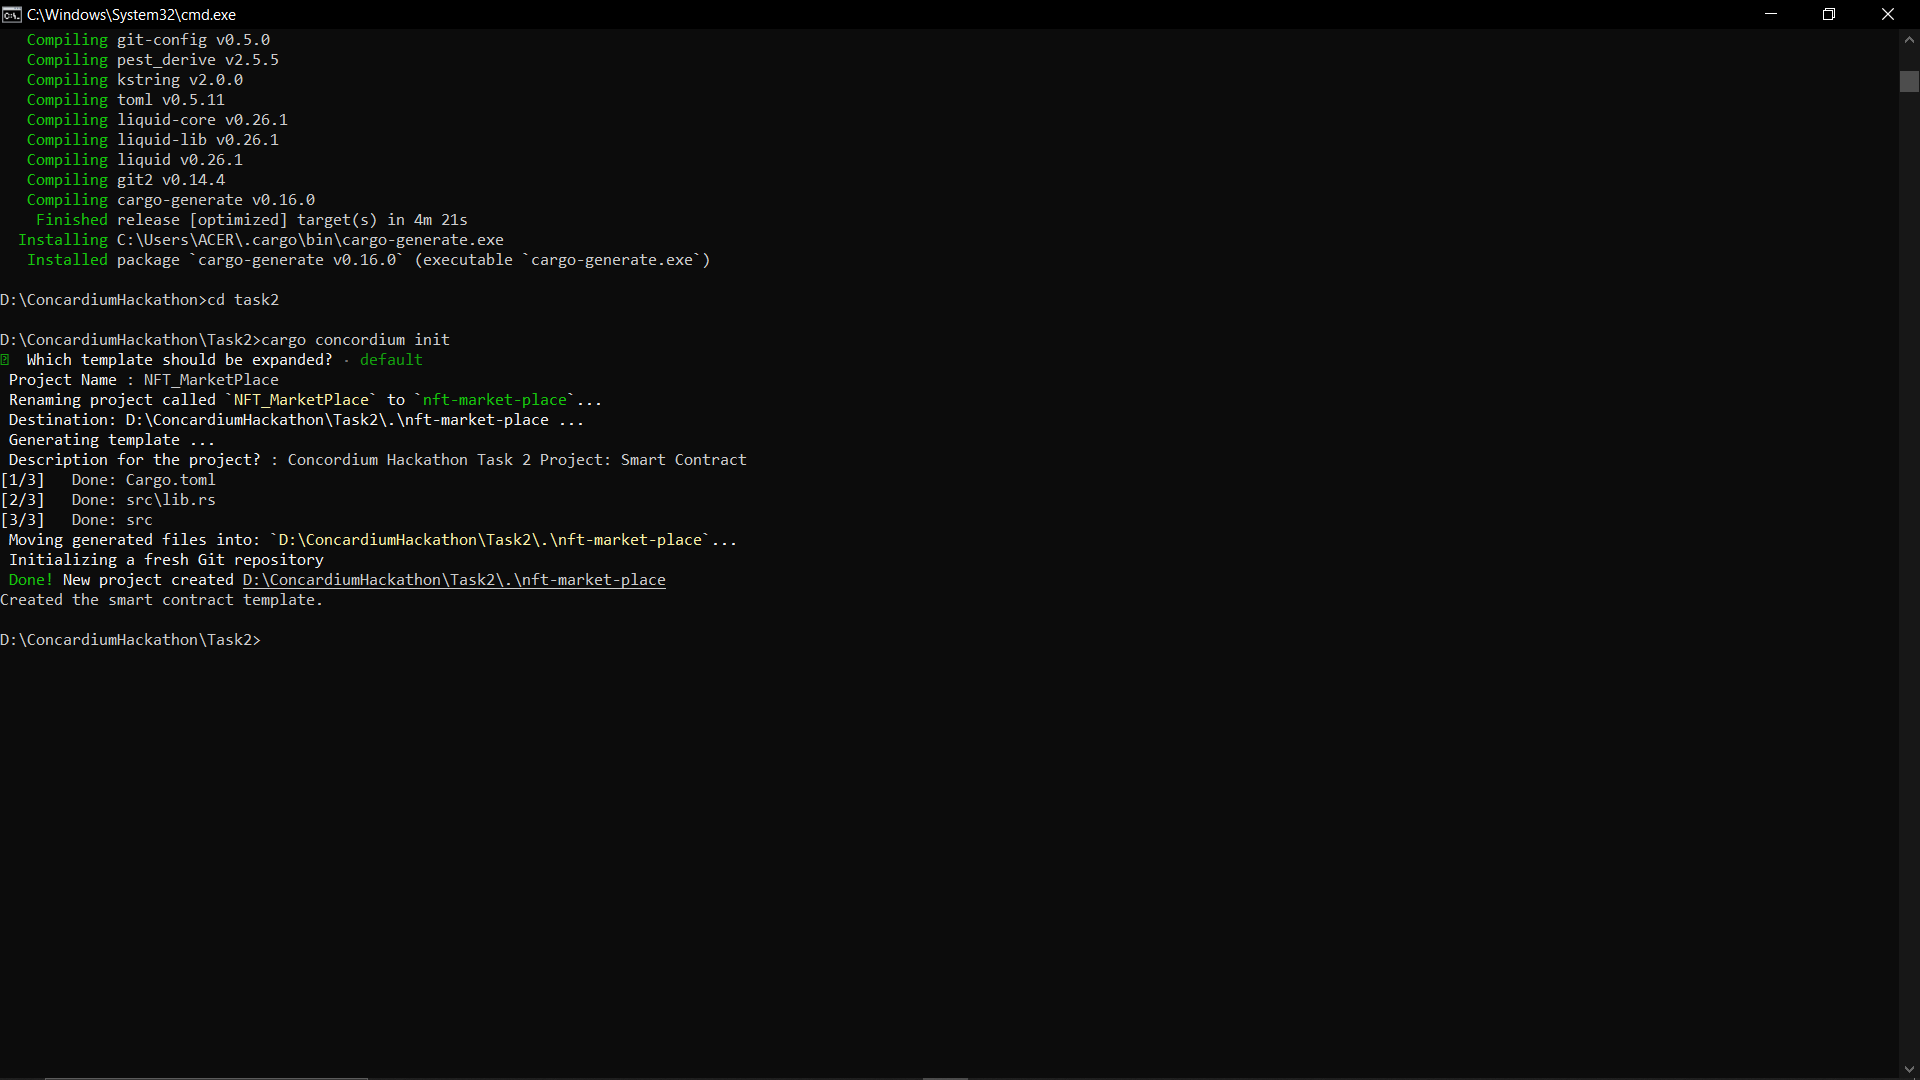 C:\Windows\System32\cmd.exe
Compiling git-config v0.5.0
Compiling pest_derive v2.5.5
Compiling kstring v2.0.0
Compiling toml v0.5.11
Compiling liquid-core v0.26.1
Compiling liquid-lib v0.26.1
Compiling liquid v0.26.1
Compiling git2 v0.14.4
Compiling cargo-generate v0.16.0
Finished release [optimized] target(s) in 4m 21s
Installing C:\Users\ACER\.cargo\bin\cargo-generate.exe
Installed package `cargo-generate v0.16.0` (executable `cargo-generate.exe`)
D:\ConcardiumHackathon>cd task2
D:\ConcardiumHackathon\Task2>cargo concordium init
Which template should be expanded? · default
Project Name : NFT_MarketPlace
Renaming project called `NFT_MarketPlace` to `nft-market-place`...
Destination: D:\ConcardiumHackathon\Task2\.\nft-market-place ...
Generating template ...
Description for the project? : Concordium Hackathon Task 2 Project: Smart Contract
[1/3]   Done: Cargo.toml
[2/3]   Done: src\lib.rs
[3/3]   Done: src
Moving generated files into: `D:\ConcardiumHackathon\Task2\.\nft-market-place`...
Initializing a fresh Git repository
Done! New project created D:\ConcardiumHackathon\Task2\.\nft-market-place
Created the smart contract template.
D:\ConcardiumHackathon\Task2>